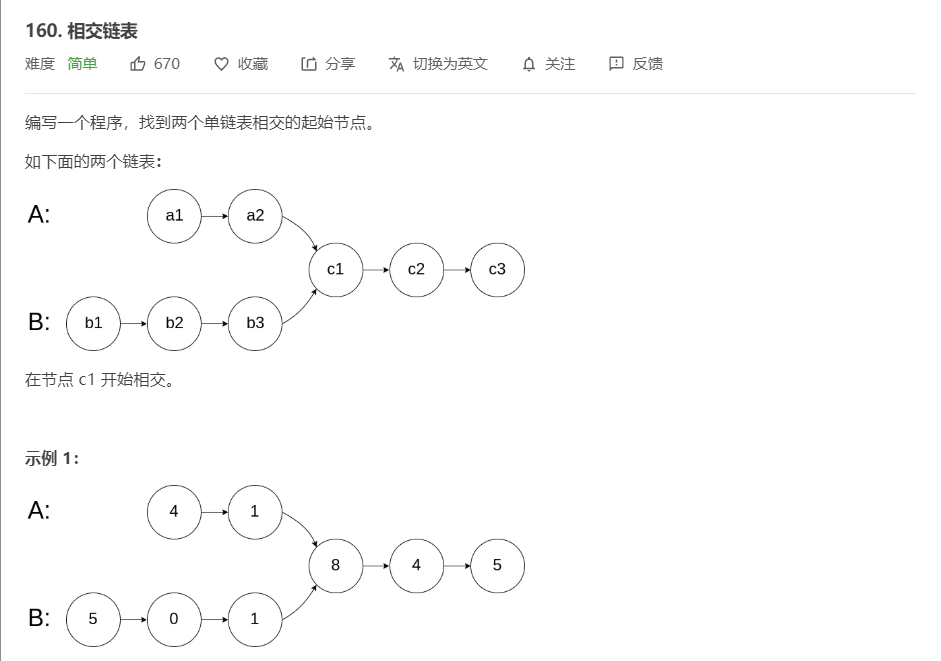 160. 相交链表
难度 简单 670 收藏 分享 切换为英文 关注 反馈
编写一个程序，找到两个单链表相交的起始节点。
如下面的两个链表：
A: a1 a2
c1 c2 c3
B: b1 b2 b3
在节点 c1 开始相交。
示例 1：
A: 4 1
8 4 5
B: 5 0 1